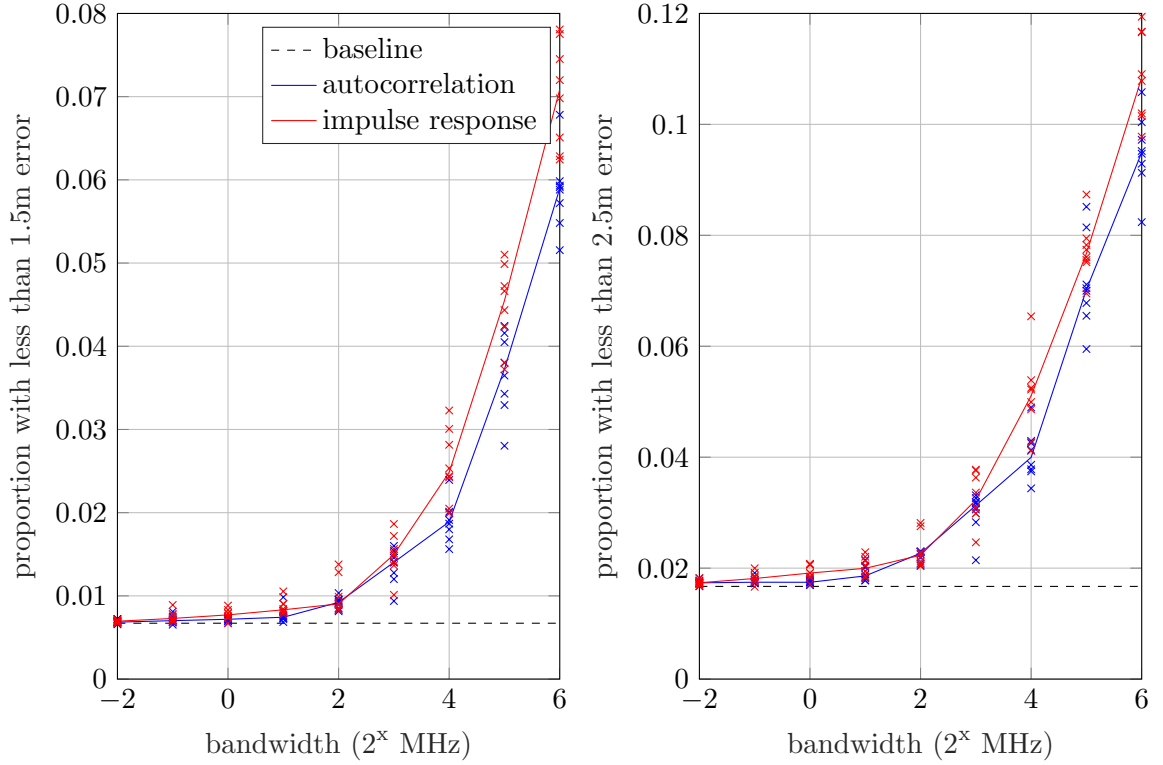 0.08
0.07
0.06
0.05
0.04
0.03
0.02
0.01
0
−2 0 2 4 6
proportion with less than 1.5m error
bandwidth (2ˣ MHz)
baseline
autocorrelation
impulse response
0.12
0.1
0.08
0.06
0.04
0.02
0
−2 0 2 4 6
proportion with less than 2.5m error
bandwidth (2ˣ MHz)